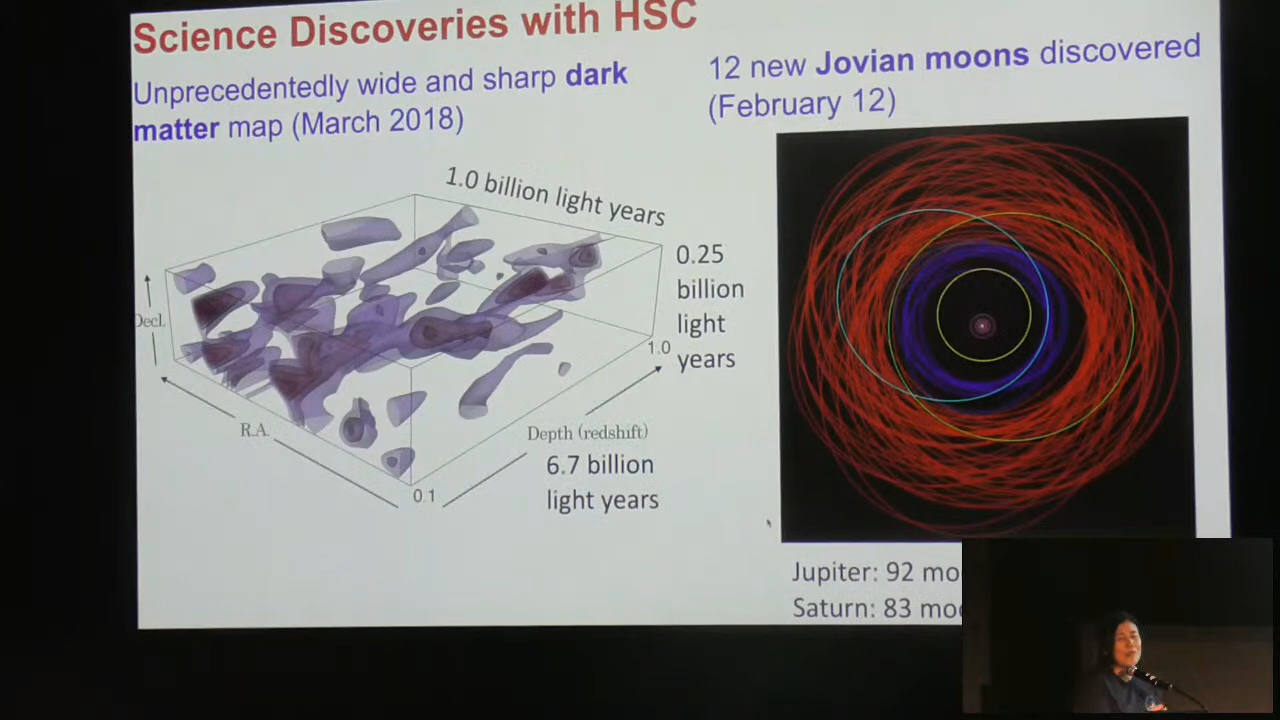 Science Discoveries with HSC
Unprecedentedly wide and sharp dark
matter map (March 2018)
12 new Jovian moons discovered
(February 12)
1.0 billion light years
0.25
billion
light
years
Decl.
1.0
R.A.
Depth (redshift)
6.7 billion
light years
0.1
Jupiter: 92
Saturn: 83